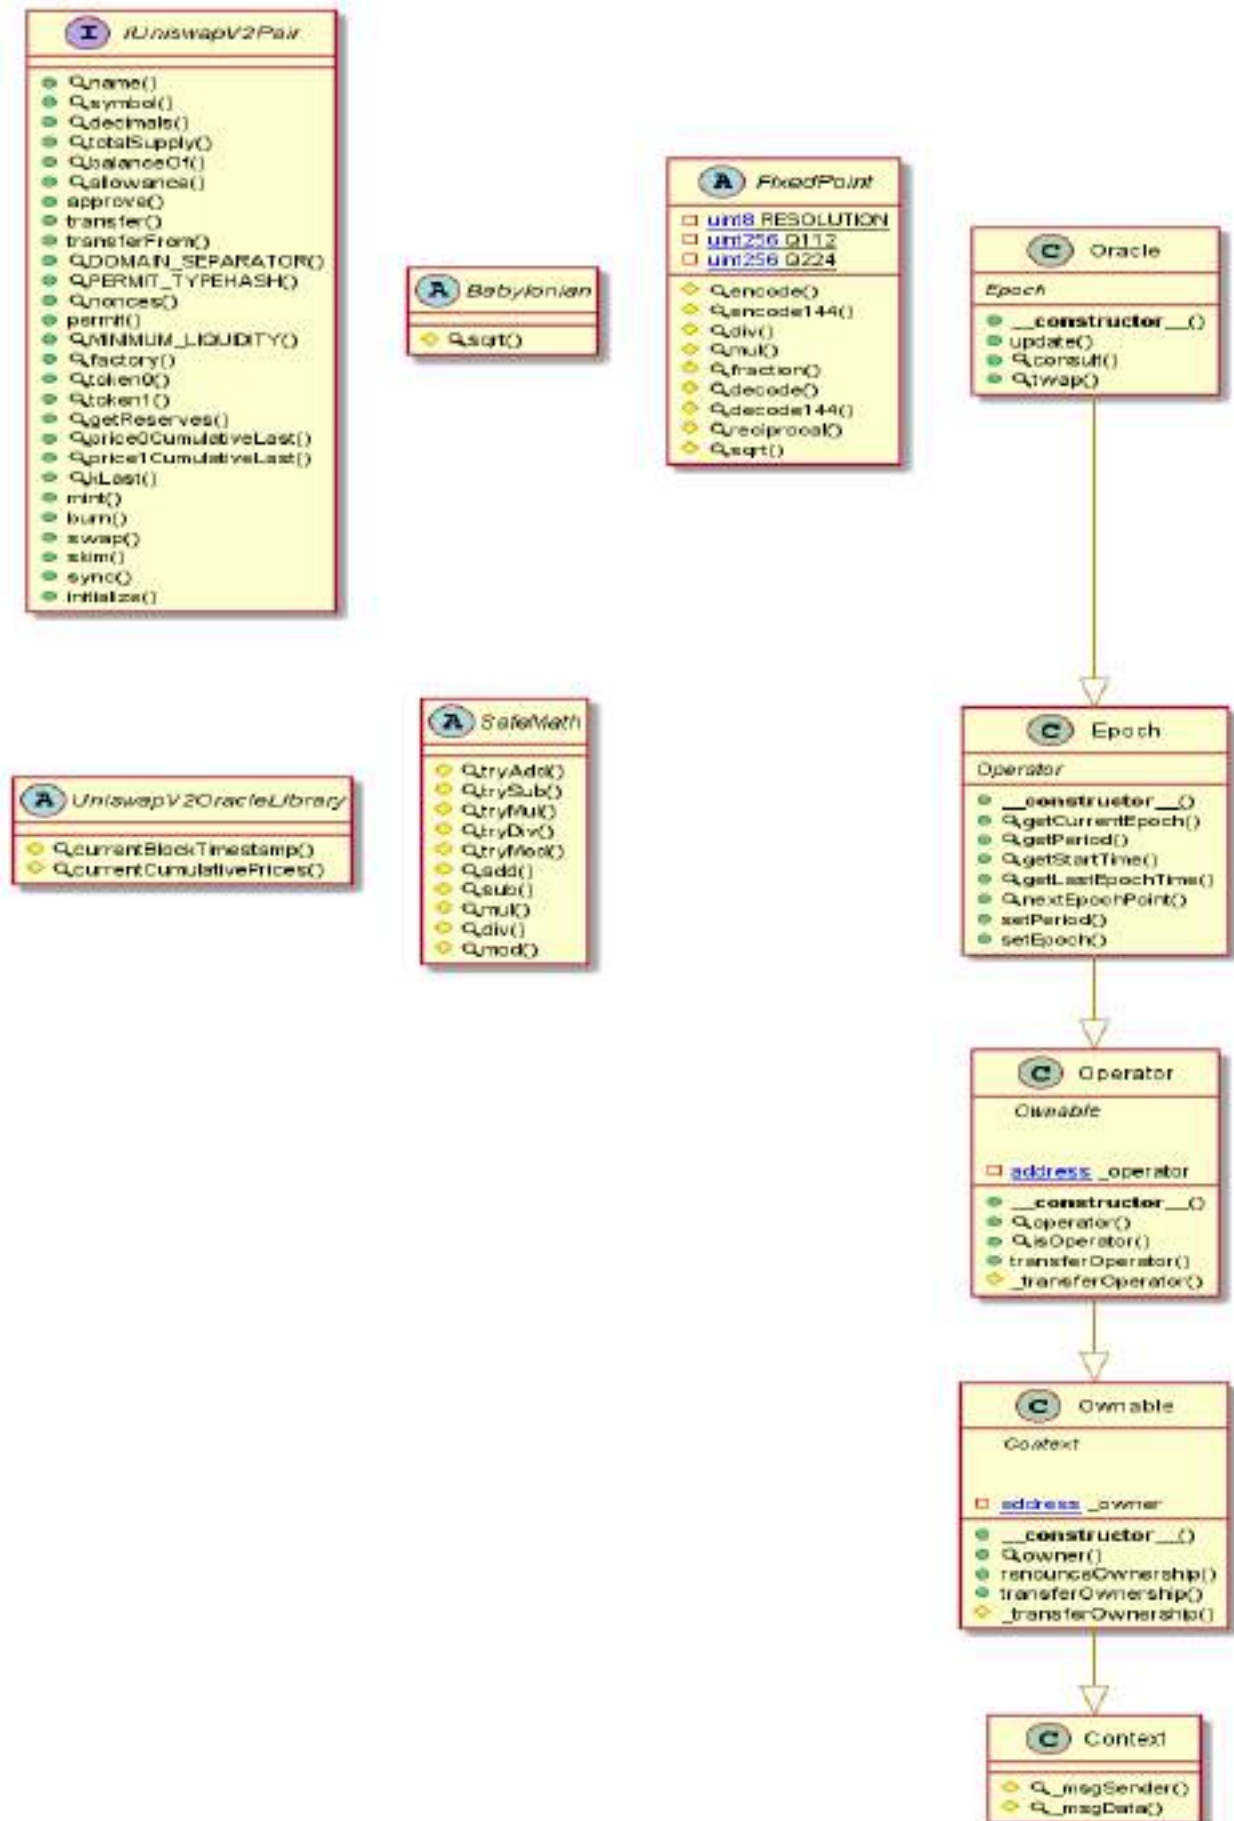 I IUniswapV2Pair
name()
symbol()
decimals()
totalSupply()
balanceOf()
allowance()
approve()
transfer()
transferFrom()
DOMAIN_SEPARATOR()
PERMIT_TYPEHASH()
nonces()
permit()
MINIMUM_LIQUIDITY()
factory()
token0()
token1()
getReserves()
price0CumulativeLast()
price1CumulativeLast()
kLast()
mint()
burn()
swap()
skim()
sync()
initialize()
A Babylonian
sqrt()
A FixedPoint
uint8 RESOLUTION
uint256 Q112
uint256 Q224
encode()
encode144()
div()
mul()
fraction()
decode()
decode144()
reciprocal()
sqrt()
C Oracle
Epoch
__constructor__()
update()
consult()
twap()
A UniswapV2OracleLibrary
currentBlockTimestamp()
currentCumulativePrices()
A SafeMath
tryAdd()
trySub()
tryMul()
tryDiv()
tryMod()
add()
sub()
mul()
div()
mod()
C Epoch
Operator
__constructor__()
getCurrentEpoch()
getPeriod()
getStartTime()
getLastEpochTime()
nextEpochPoint()
setPeriod()
setEpoch()
C Operator
Ownable
address _operator
__constructor__()
operator()
isOperator()
transferOperator()
_transferOperator()
C Ownable
Context
address _owner
__constructor__()
owner()
renounceOwnership()
transferOwnership()
_transferOwnership()
C Context
_msgSender()
_msgData()